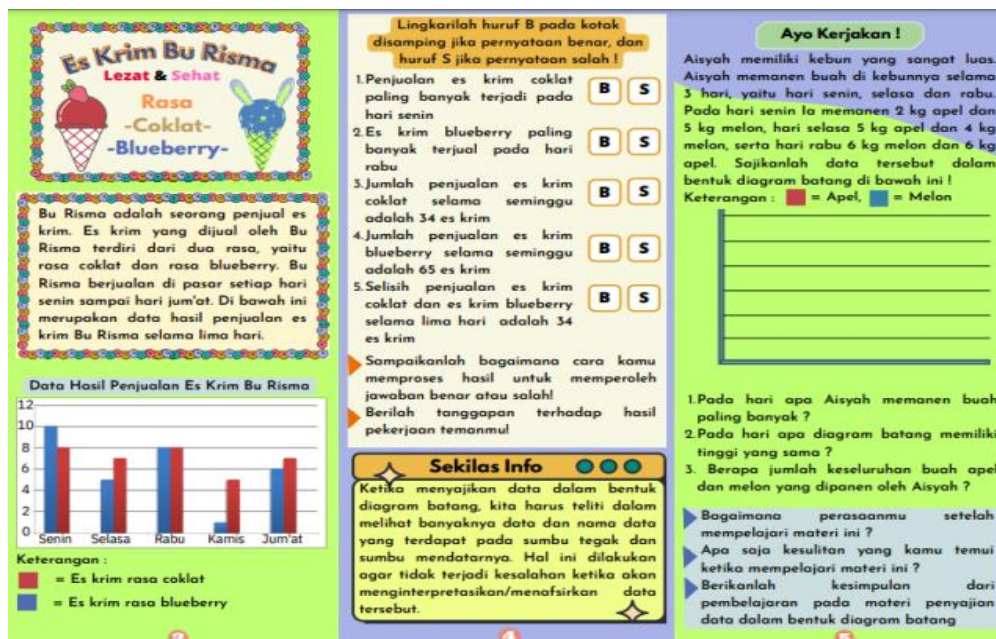 Es Krim Bu Risma
Lezat & Sehat
Rasa
-Coklat-
-Blueberry-
Bu Risma adalah seorang penjual es
krim. Es krim yang dijual oleh Bu
Risma terdiri dari dua rasa, yaitu
rasa coklat dan rasa blueberry. Bu
Risma berjualan di pasar setiap hari
senin sampai hari jum'at. Di bawah ini
merupakan data hasil penjualan es
krim Bu Risma selama lima hari.
Data Hasil Penjualan Es Krim Bu Risma
12
10
8
6
4
2
0
Senin Selasa Rabu Kamis Jum'at
Keterangan :
= Es krim rasa coklat
= Es krim rasa blueberry
3
Lingkarilah huruf B pada kotak
disamping jika pernyataan benar, dan
huruf S jika pernyataan salah !
1.Penjualan es krim coklat
paling banyak terjadi pada
hari senin
B S
2.Es krim blueberry paling
banyak terjual pada hari
rabu
B S
3.Jumlah penjualan es krim
coklat selama seminggu
adalah 34 es krim
B S
4.Jumlah penjualan es krim
blueberry selama seminggu
adalah 65 es krim
B S
5.Selisih penjualan es krim
coklat dan es krim blueberry
selama lima hari adalah 34
es krim
B S
Sampaikanlah bagaimana cara kamu
memproses hasil untuk memperoleh
jawaban benar atau salah!
Berilah tanggapan terhadap hasil
pekerjaan temanmu!
Sekilas Info
Ketika menyajikan data dalam bentuk
diagram batang, kita harus teliti dalam
melihat banyaknya data dan nama data
yang terdapat pada sumbu tegak dan
sumbu mendatarnya. Hal ini dilakukan
agar tidak terjadi kesalahan ketika akan
menginterpretasikan/menafsirkan data
tersebut.
4
Ayo Kerjakan !
Aisyah memiliki kebun yang sangat luas.
Aisyah memanen buah di kebunnya selama
3 hari, yaitu hari senin, selasa dan rabu.
Pada hari senin Ia memanen 2 kg apel dan
5 kg melon, hari selasa 5 kg apel dan 4 kg
melon, serta hari rabu 6 kg melon dan 6 kg
apel. Sajikanlah data tersebut dalam
bentuk diagram batang di bawah ini !
Keterangan : = Apel, = Melon
1.Pada hari apa Aisyah memanen buah
paling banyak ?
2.Pada hari apa diagram batang memiliki
tinggi yang sama ?
3. Berapa jumlah keseluruhan buah apel
dan melon yang dipanen oleh Aisyah ?
Bagaimana perasaanmu setelah
mempelajari materi ini ?
Apa saja kesulitan yang kamu temui
ketika mempelajari materi ini ?
Berikanlah kesimpulan dari
pembelajaran pada materi penyajian
data dalam bentuk diagram batang
5